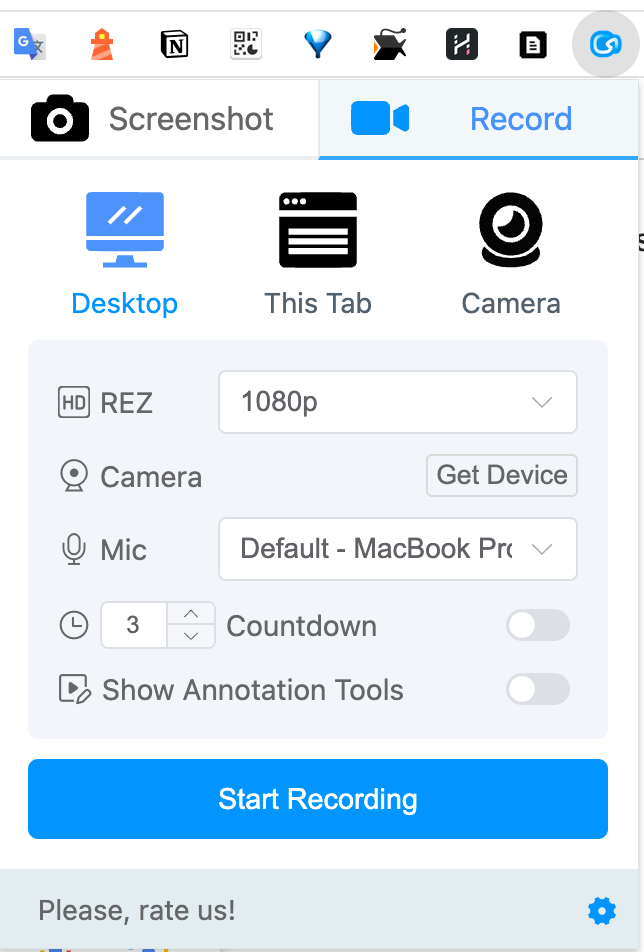 Screenshot Record
Desktop This Tab Camera
HD REZ 1080p
Camera Get Device
Mic Default - MacBook Pro
3 Countdown
Show Annotation Tools
Start Recording
Please, rate us!